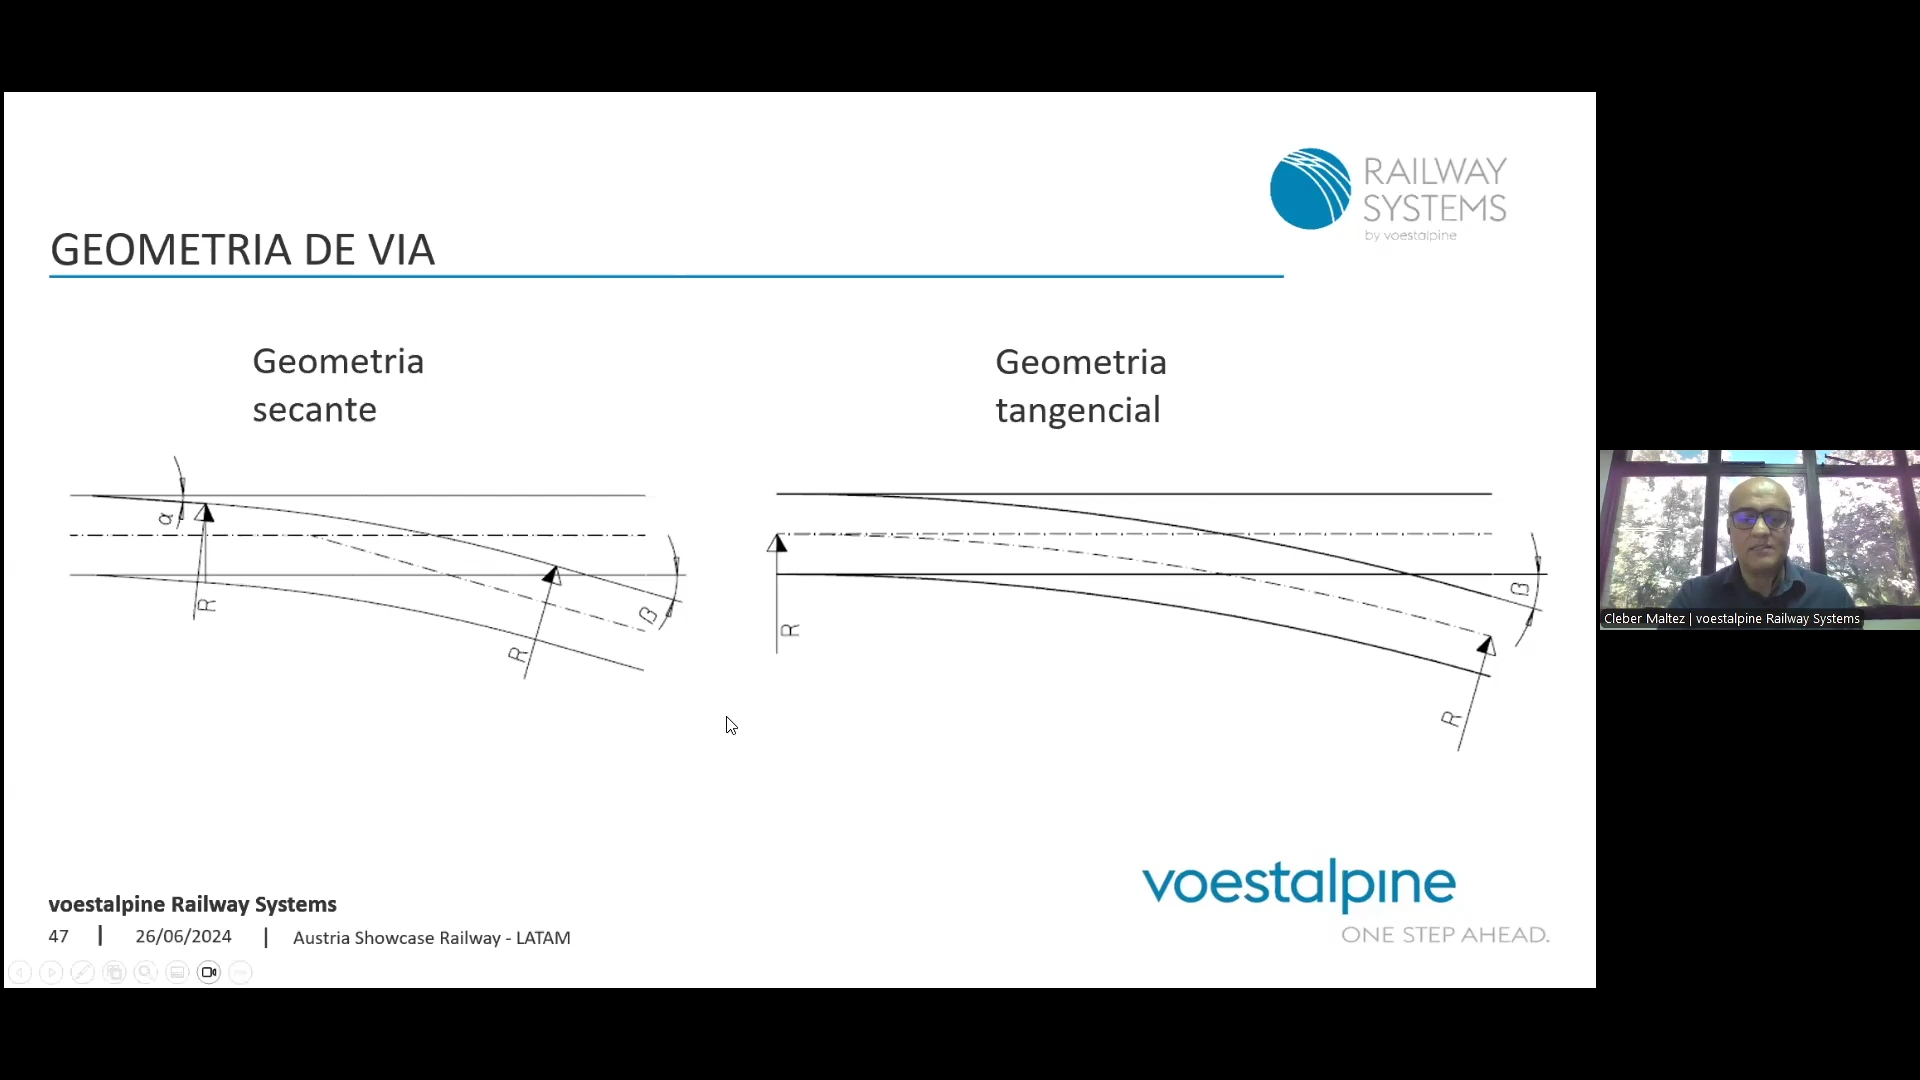 RAILWAY
SYSTEMS
by voestalpine
GEOMETRIA DE VIA
Geometria
secante
Geometria
tangencial
α
R
R
β
R
R
β
Cleber Maltez | voestalpine Railway Systems
voestalpine
ONE STEP AHEAD.
voestalpine Railway Systems
47 | 26/06/2024 | Austria Showcase Railway - LATAM